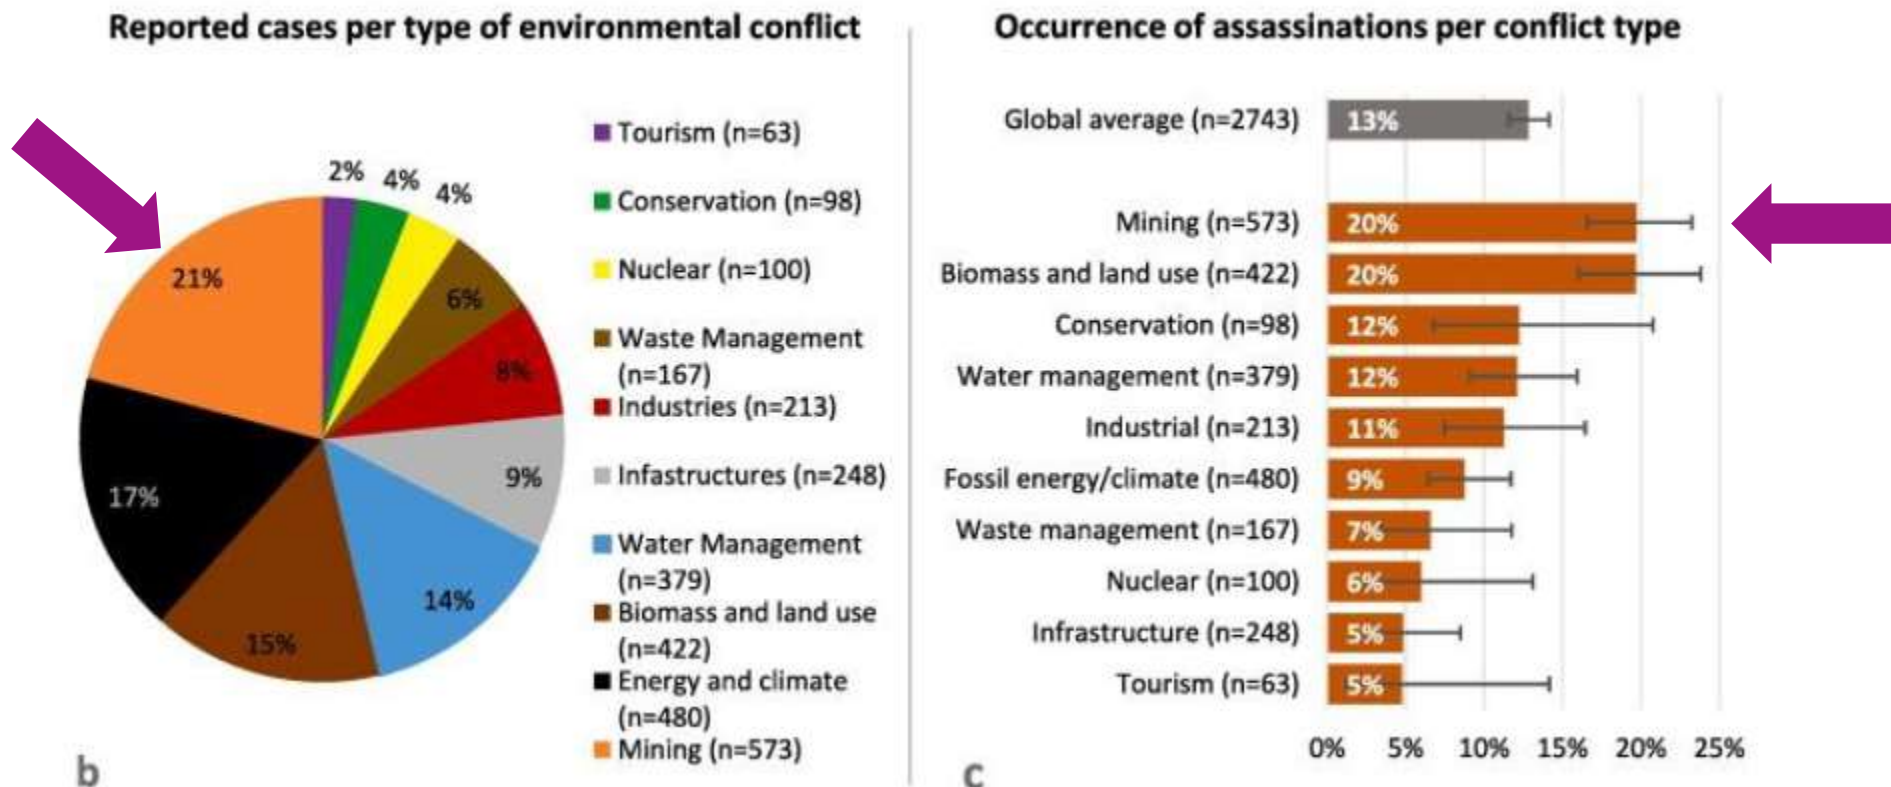 Reported cases per type of environmental conflict
2%
4%
4%
6%
8%
9%
14%
15%
17%
21%
Tourism (n=63)
Conservation (n=98)
Nuclear (n=100)
Waste Management
(n=167)
Industries (n=213)
Infastructures (n=248)
Water Management
(n=379)
Biomass and land use
(n=422)
Energy and climate
(n=480)
Mining (n=573)
b
Occurrence of assassinations per conflict type
Global average (n=2743) 13%
Mining (n=573) 20%
Biomass and land use (n=422) 20%
Conservation (n=98) 12%
Water management (n=379) 12%
Industrial (n=213) 11%
Fossil energy/climate (n=480) 9%
Waste management (n=167) 7%
Nuclear (n=100) 6%
Infrastructure (n=248) 5%
Tourism (n=63) 5%
0% 5% 10% 15% 20% 25%
c